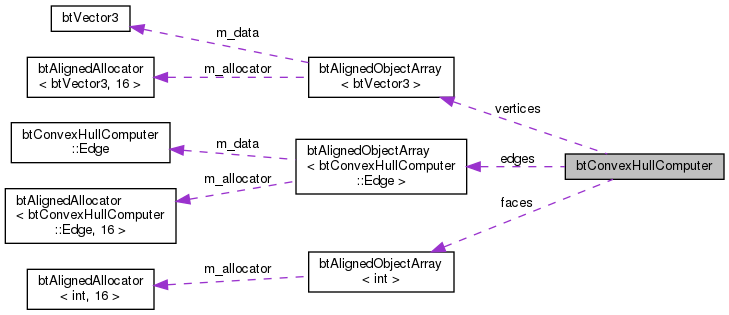 btVector3
m_data
btAlignedAllocator
< btVector3, 16 >
m_allocator
btAlignedObjectArray
< btVector3 >
vertices
btConvexHullComputer
::Edge
m_data
btAlignedObjectArray
< btConvexHullComputer
::Edge >
edges
btConvexHullComputer
m_allocator
btAlignedAllocator
< btConvexHullComputer
::Edge, 16 >
faces
btAlignedObjectArray
< int >
m_allocator
btAlignedAllocator
< int, 16 >